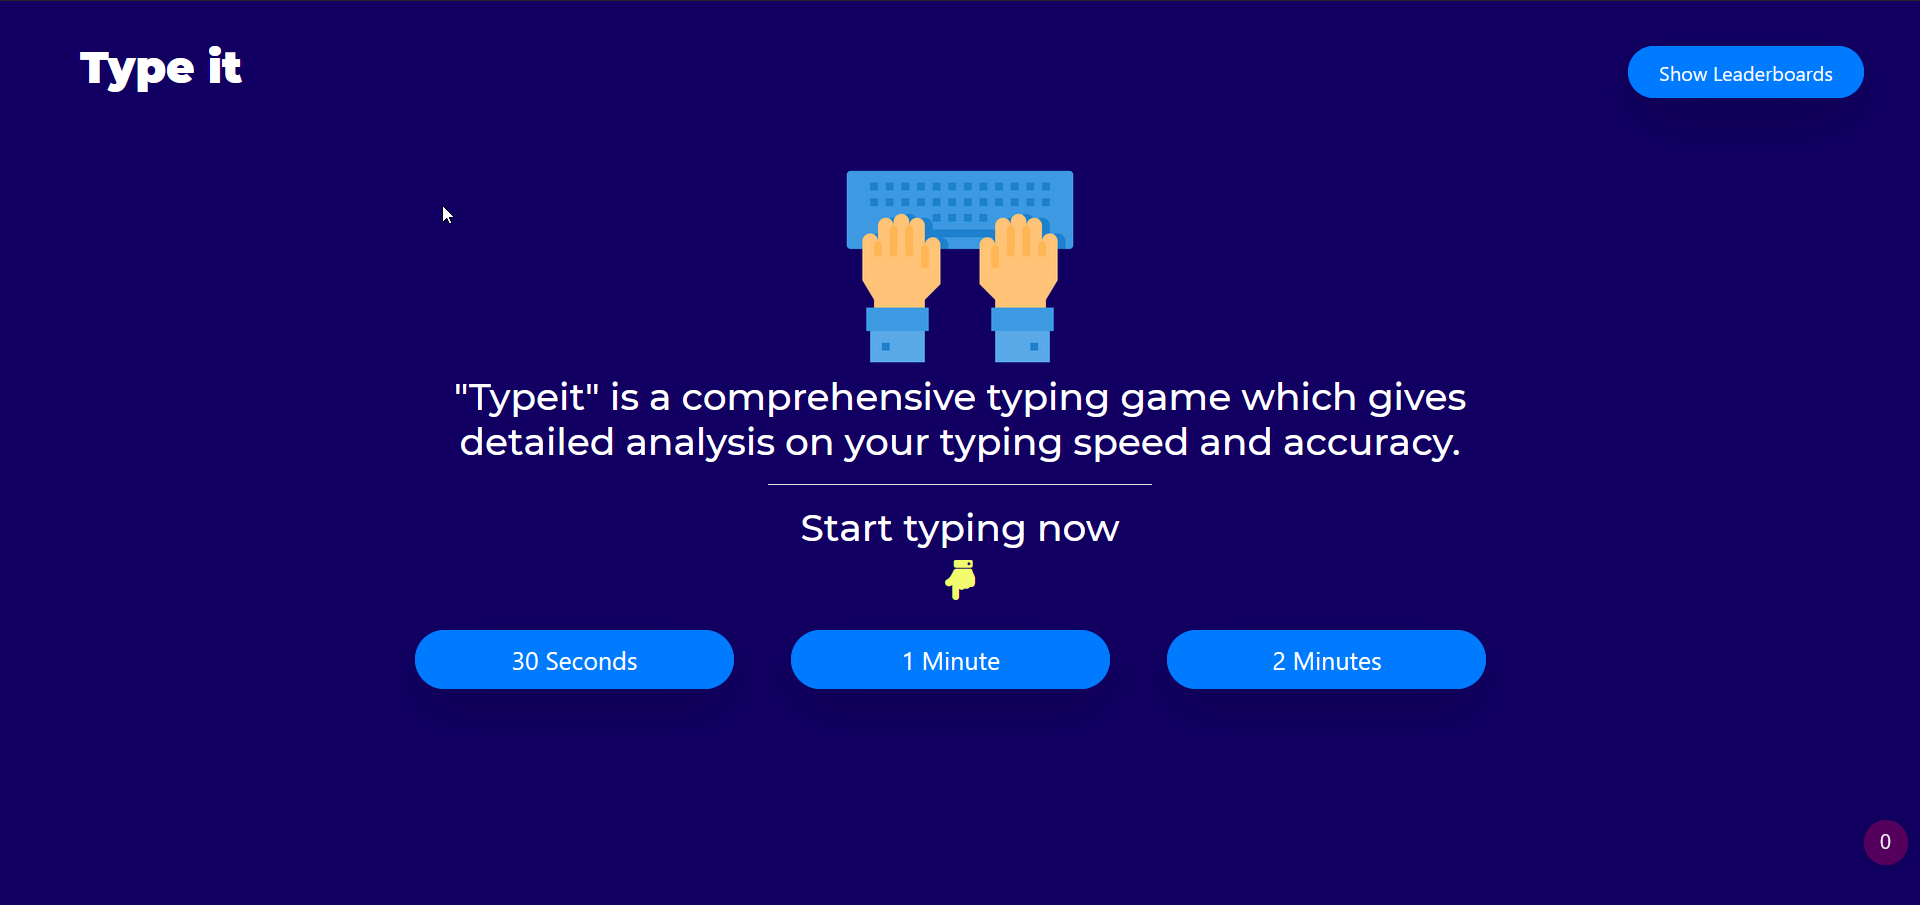 Type it
Show Leaderboards
"Typeit" is a comprehensive typing game which gives
detailed analysis on your typing speed and accuracy.
Start typing now
30 Seconds
1 Minute
2 Minutes
0